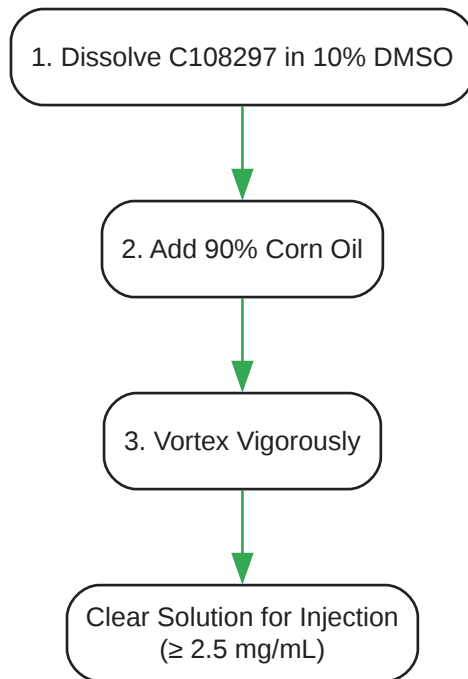 1. Dissolve C108297 in 10% DMSO
2. Add 90% Corn Oil
3. Vortex Vigorously
Clear Solution for Injection
(≥ 2.5 mg/mL)